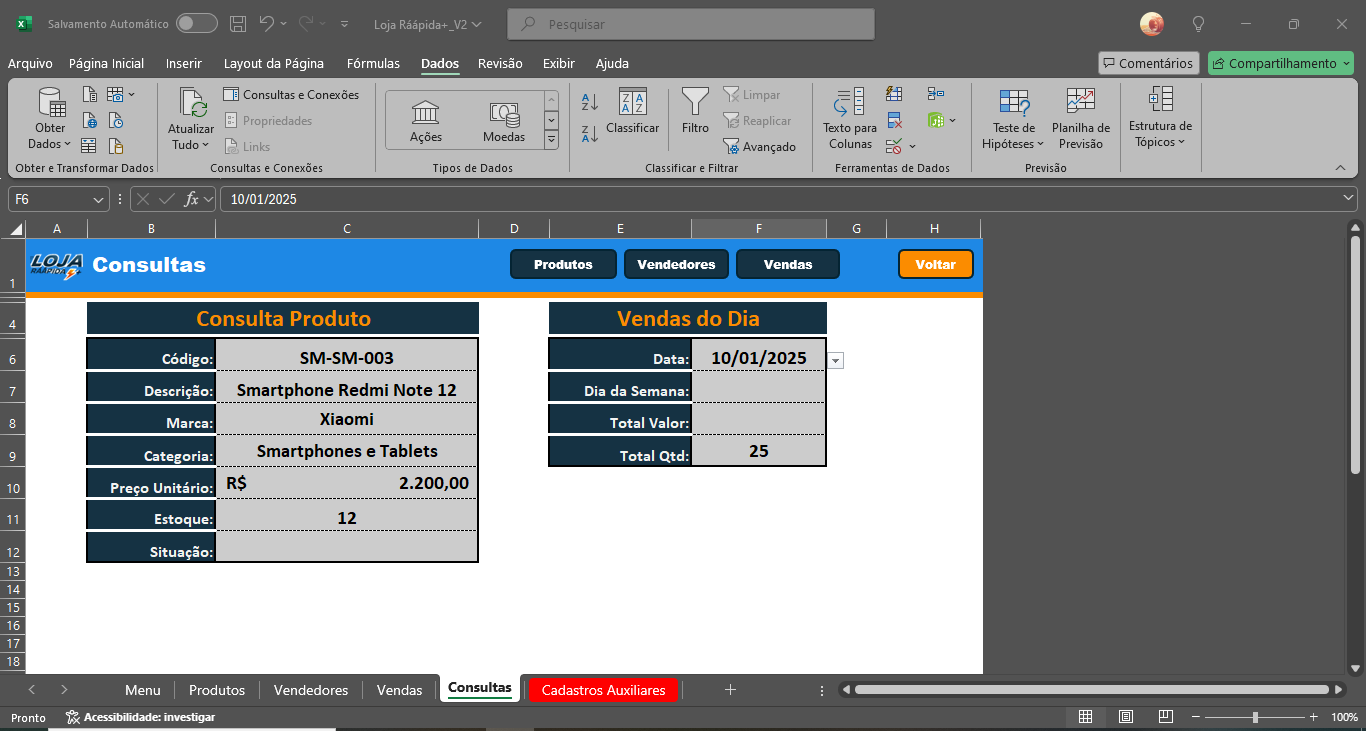 Salvamento Automático
Loja Ráápida+_V2
Pesquisar
Arquivo Página Inicial Inserir Layout da Página Fórmulas Dados Revisão Exibir Ajuda
Comentários Compartilhamento
Obter Dados
Atualizar Tudo
Consultas e Conexões
Propriedades
Links
Ações
Moedas
Classificar
Filtro
Limpar
Reaplicar
Avançado
Texto para Colunas
Teste de Hipóteses
Planilha de Previsão
Estrutura de Tópicos
Obter e Transformar Dados
Consultas e Conexões
Tipos de Dados
Classificar e Filtrar
Ferramentas de Dados
Previsão
F6
fx
10/01/2025
A B C D E F G H
1
LOJA
RÁÁPIDA
Consultas
Produtos
Vendedores
Vendas
Voltar
4
Consulta Produto
Vendas do Dia
6 Código: SM-SM-003 Data: 10/01/2025
7 Descrição: Smartphone Redmi Note 12 Dia da Semana:
8 Marca: Xiaomi Total Valor:
9 Categoria: Smartphones e Tablets Total Qtd: 25
10 Preço Unitário: R$ 2.200,00
11 Estoque: 12
12 Situação:
13
14
15
16
17
18
Menu Produtos Vendedores Vendas Consultas Cadastros Auxiliares
Pronto
Acessibilidade: investigar
100%